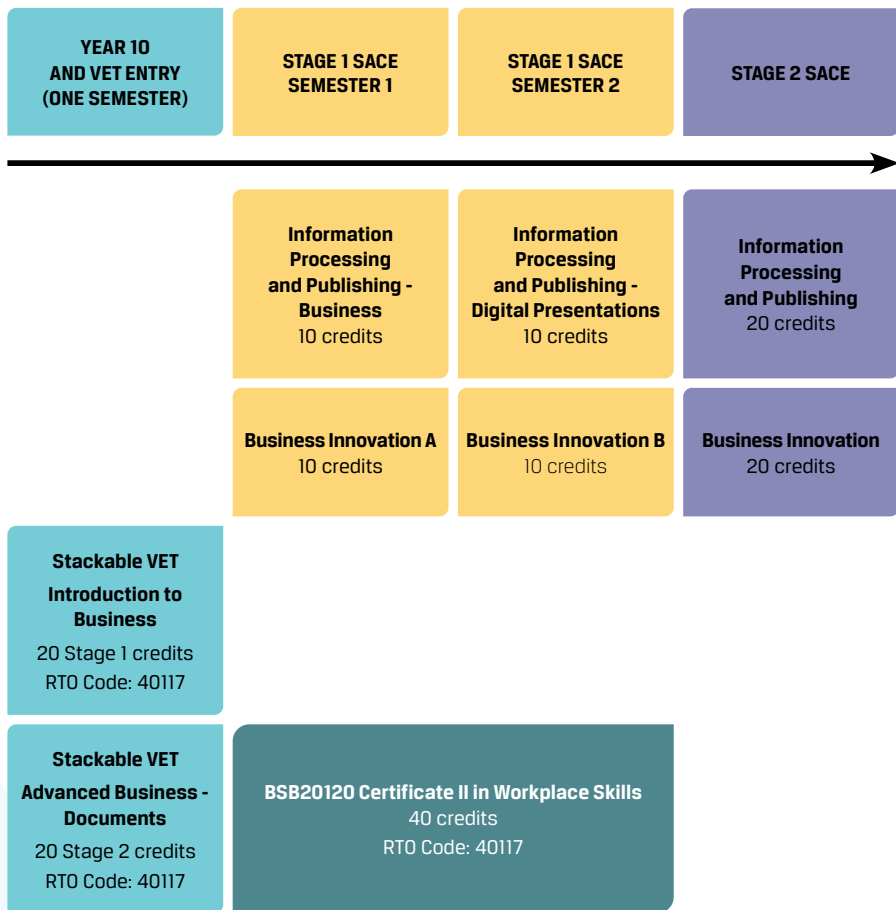 YEAR 10
AND VET ENTRY
(ONE SEMESTER)
STAGE 1 SACE
SEMESTER 1
STAGE 1 SACE
SEMESTER 2
STAGE 2 SACE
Information
Processing
and Publishing -
Business
10 credits
Information
Processing
and Publishing -
Digital Presentations
10 credits
Information
Processing
and Publishing
20 credits
Business Innovation A
10 credits
Business Innovation B
10 credits
Business Innovation
20 credits
Stackable VET
Introduction to
Business
20 Stage 1 credits
RTO Code: 40117
Stackable VET
Advanced Business -
Documents
20 Stage 2 credits
RTO Code: 40117
BSB20120 Certificate II in Workplace Skills
40 credits
RTO Code: 40117